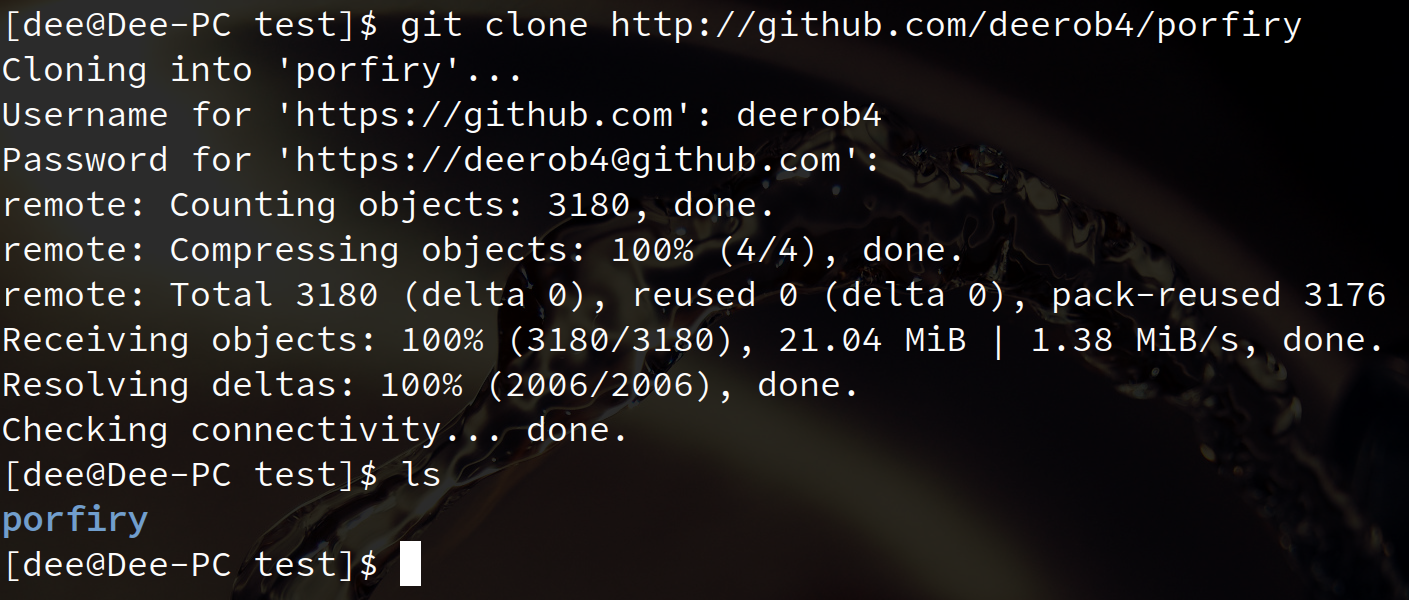 [dee@Dee-PC test]$ git clone http://github.com/deerob4/porfiry
Cloning into 'porfiry'...
Username for 'https://github.com': deerob4
Password for 'https://deerob4@github.com':
remote: Counting objects: 3180, done.
remote: Compressing objects: 100% (4/4), done.
remote: Total 3180 (delta 0), reused 0 (delta 0), pack-reused 3176
Receiving objects: 100% (3180/3180), 21.04 MiB | 1.38 MiB/s, done.
Resolving deltas: 100% (2006/2006), done.
Checking connectivity... done.
[dee@Dee-PC test]$ ls
porfiry
[dee@Dee-PC test]$